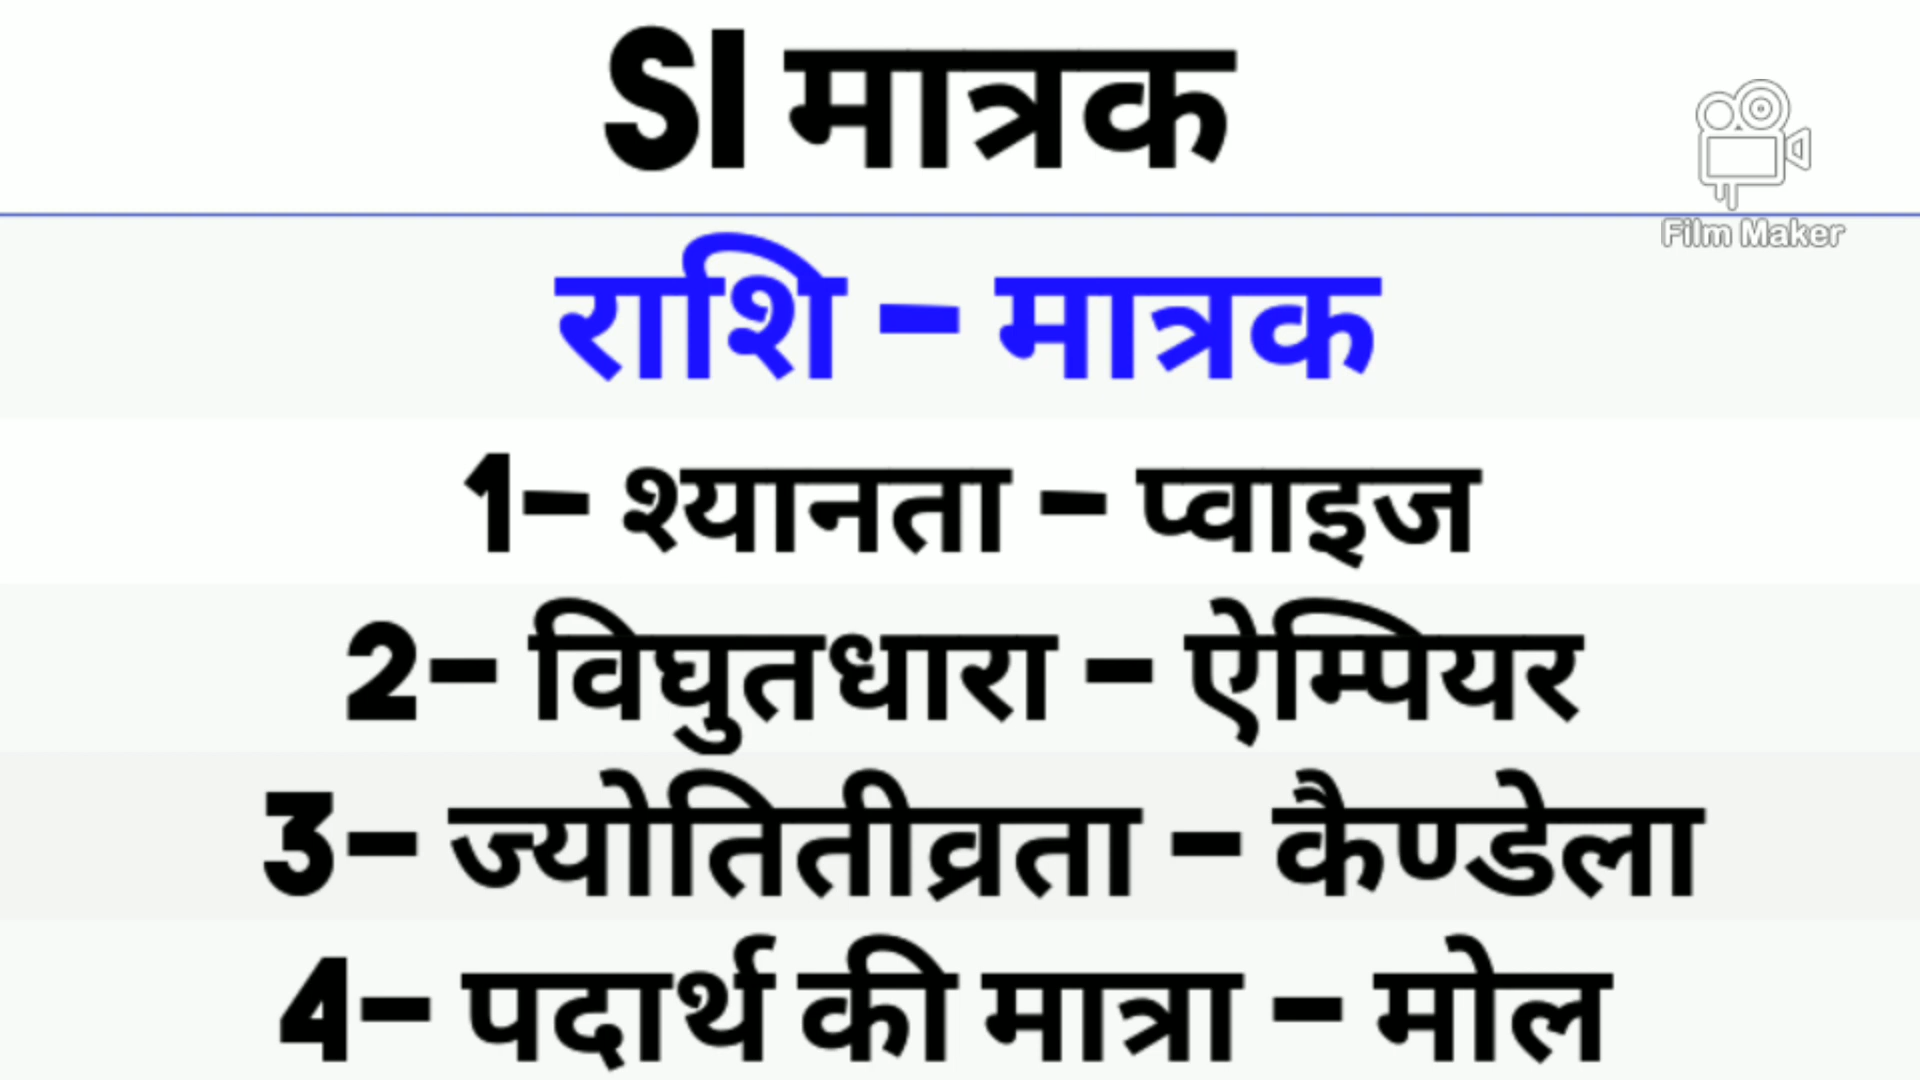 SI मात्रक
Film Maker
राशि - मात्रक
1- श्यानता - प्वाइज
2- विघुतधारा - ऐम्पियर
3- ज्योतितीव्रता - कैण्डेला
4- पदार्थ की मात्रा - मोल